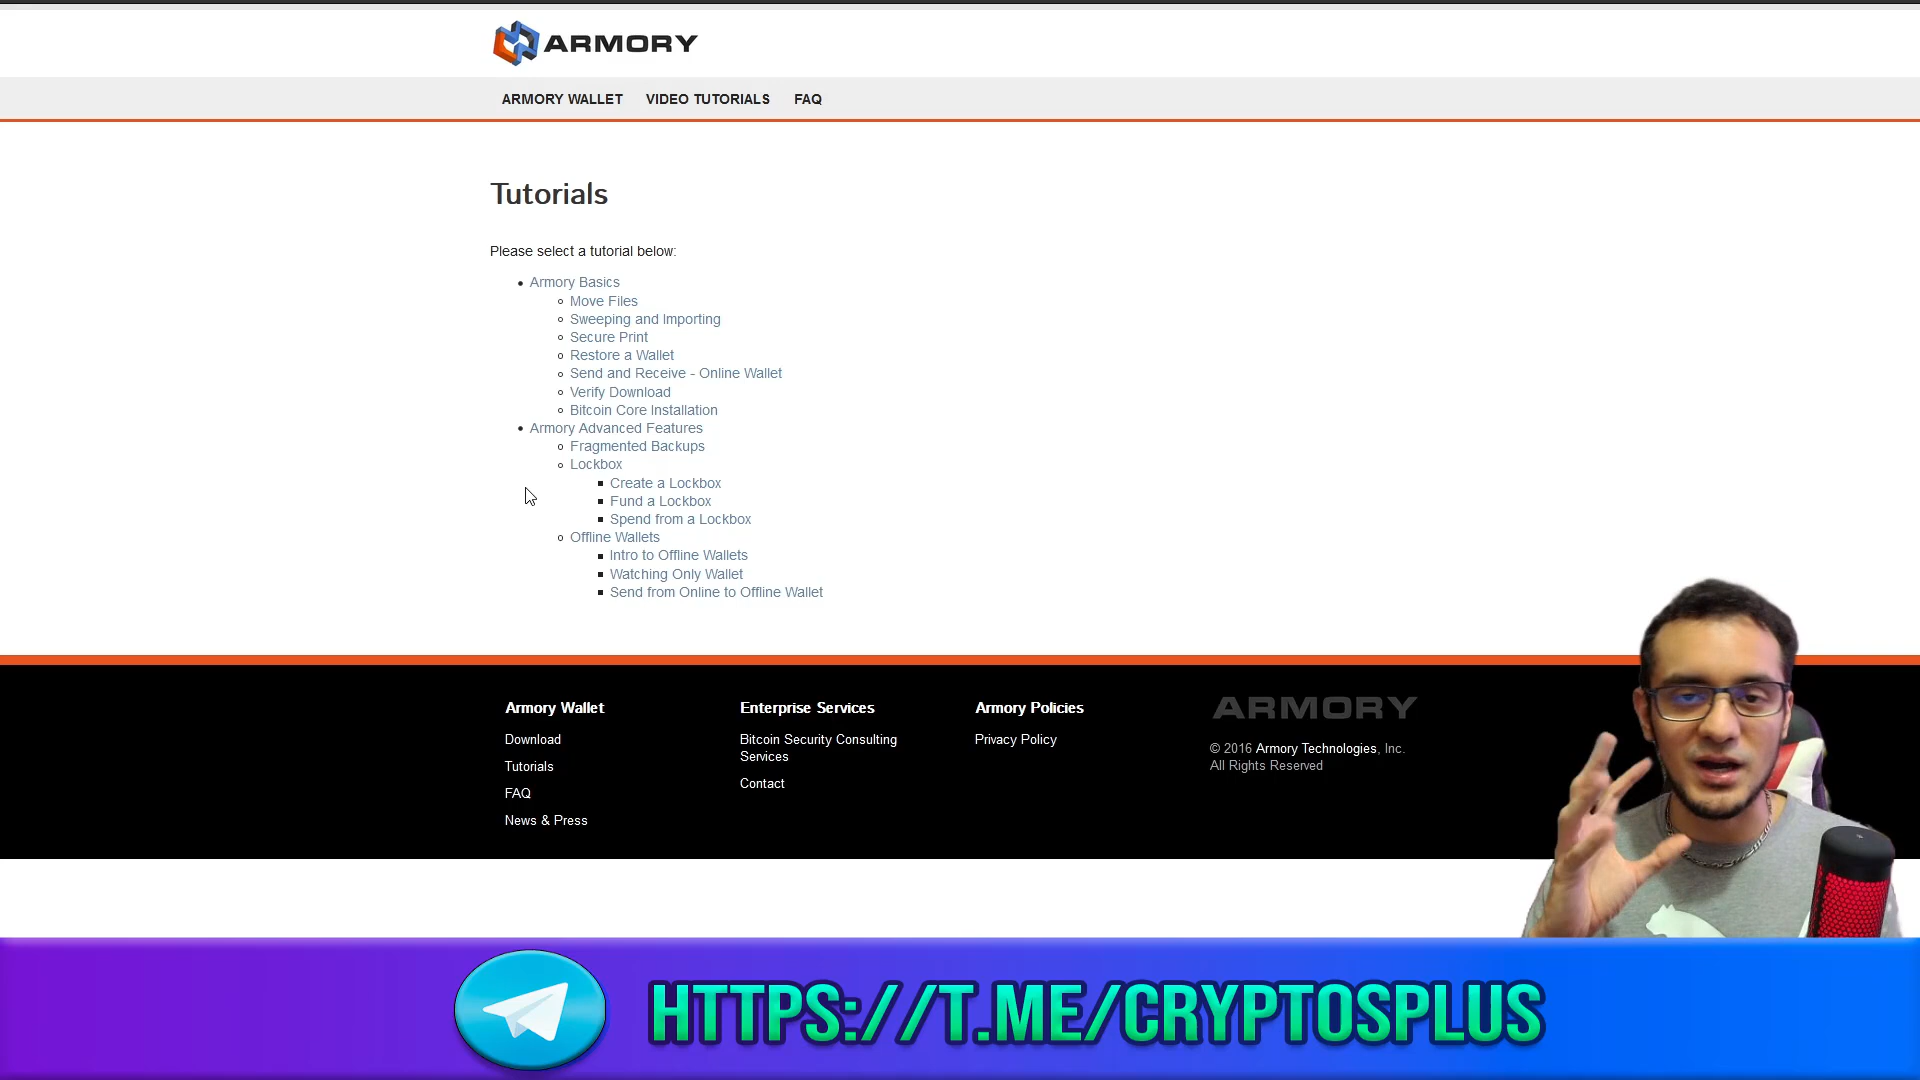 ARMORY
ARMORY WALLET VIDEO TUTORIALS FAQ
Tutorials
Please select a tutorial below:
Armory Basics
Move Files
Sweeping and Importing
Secure Print
Restore a Wallet
Send and Receive - Online Wallet
Verify Download
Bitcoin Core Installation
Armory Advanced Features
Fragmented Backups
Lockbox
Create a Lockbox
Fund a Lockbox
Spend from a Lockbox
Offline Wallets
Intro to Offline Wallets
Watching Only Wallet
Send from Online to Offline Wallet
Armory Wallet
Download
Tutorials
FAQ
News & Press
Enterprise Services
Bitcoin Security Consulting
Services
Contact
Armory Policies
Privacy Policy
ARMORY
© 2016 Armory Technologies, Inc.
All Rights Reserved
HTTPS://T.ME/CRYPTOSPLUS